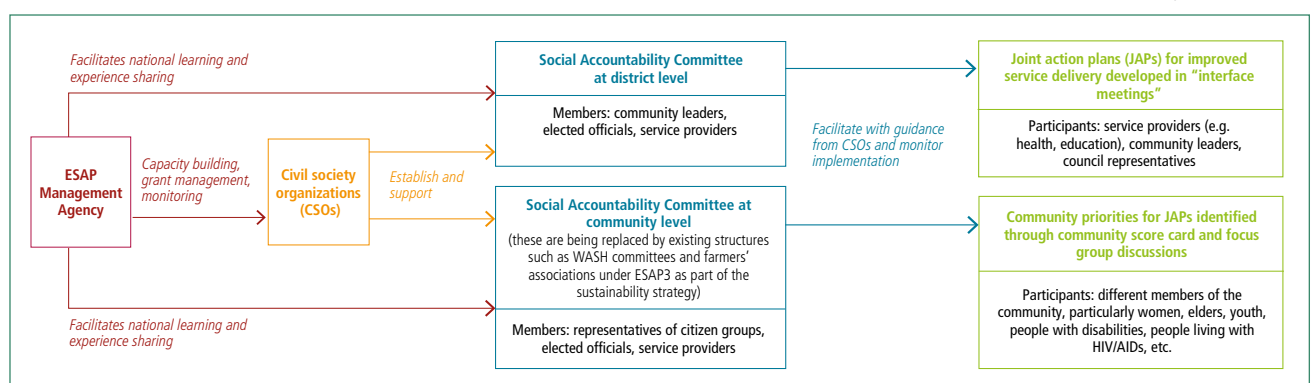 Facilitates national learning and
experience sharing
ESAP
Management
Agency
Capacity building,
grant management,
monitoring
Civil society
organizations
(CSOs)
Establish and
support
Social Accountability Committee
at district level
Members: community leaders,
elected officials, service providers
Social Accountability Committee at
community level
(these are being replaced by existing structures
such as WASH committees and farmers’
associations under ESAP3 as part of the
sustainability strategy)
Members: representatives of citizen groups,
elected officials, service providers
Facilitates national learning and
experience sharing
Facilitate with guidance
from CSOs and monitor
implementation
Joint action plans (JAPs) for improved
service delivery developed in “interface
meetings”
Participants: service providers (e.g.
health, education), community leaders,
council representatives
Community priorities for JAPs identified
through community score card and focus
group discussions
Participants: different members of the
community, particularly women, elders, youth,
people with disabilities, people living with
HIV/AIDs, etc.